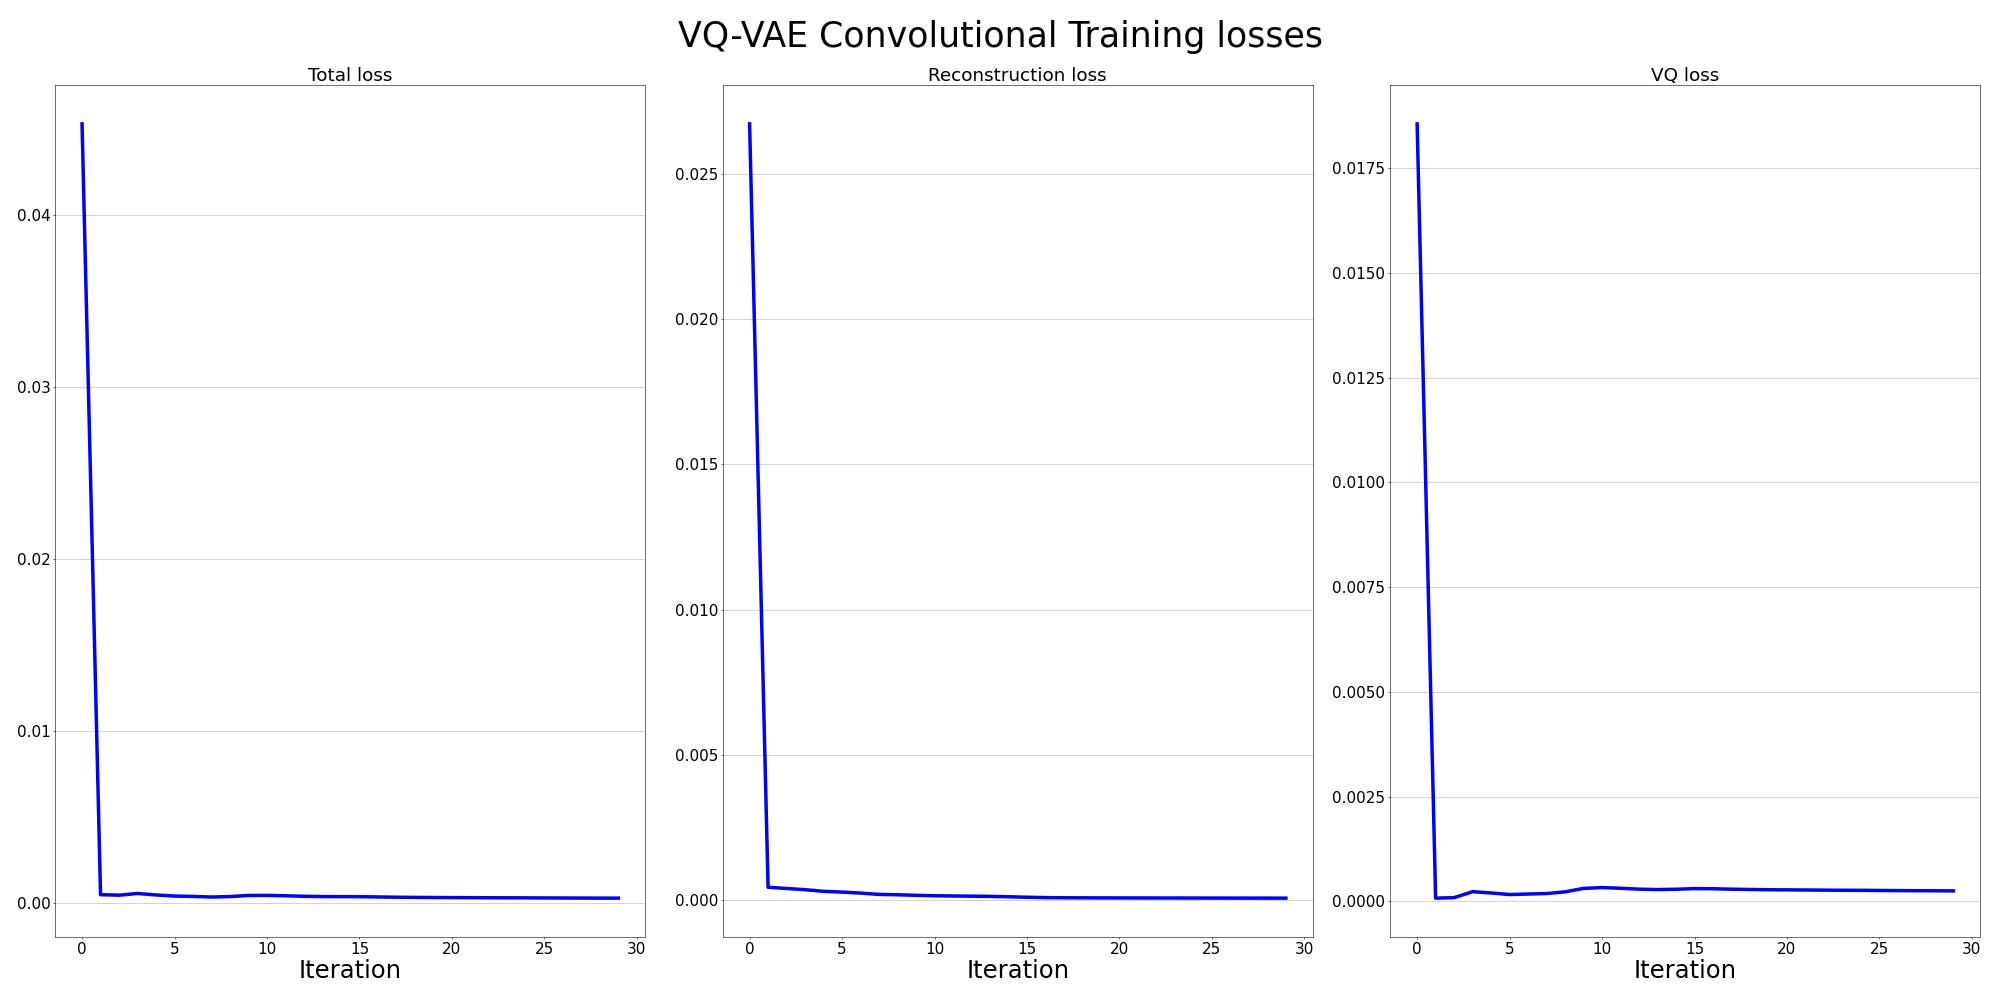 VQ-VAE Convolutional Training losses
Total loss
0.04
0.03
0.02
0.01
0.00
0 5 10 15 20 25 30
Iteration
Reconstruction loss
0.025
0.020
0.015
0.010
0.005
0.000
0 5 10 15 20 25 30
Iteration
VQ loss
0.0175
0.0150
0.0125
0.0100
0.0075
0.0050
0.0025
0.0000
0 5 10 15 20 25 30
Iteration